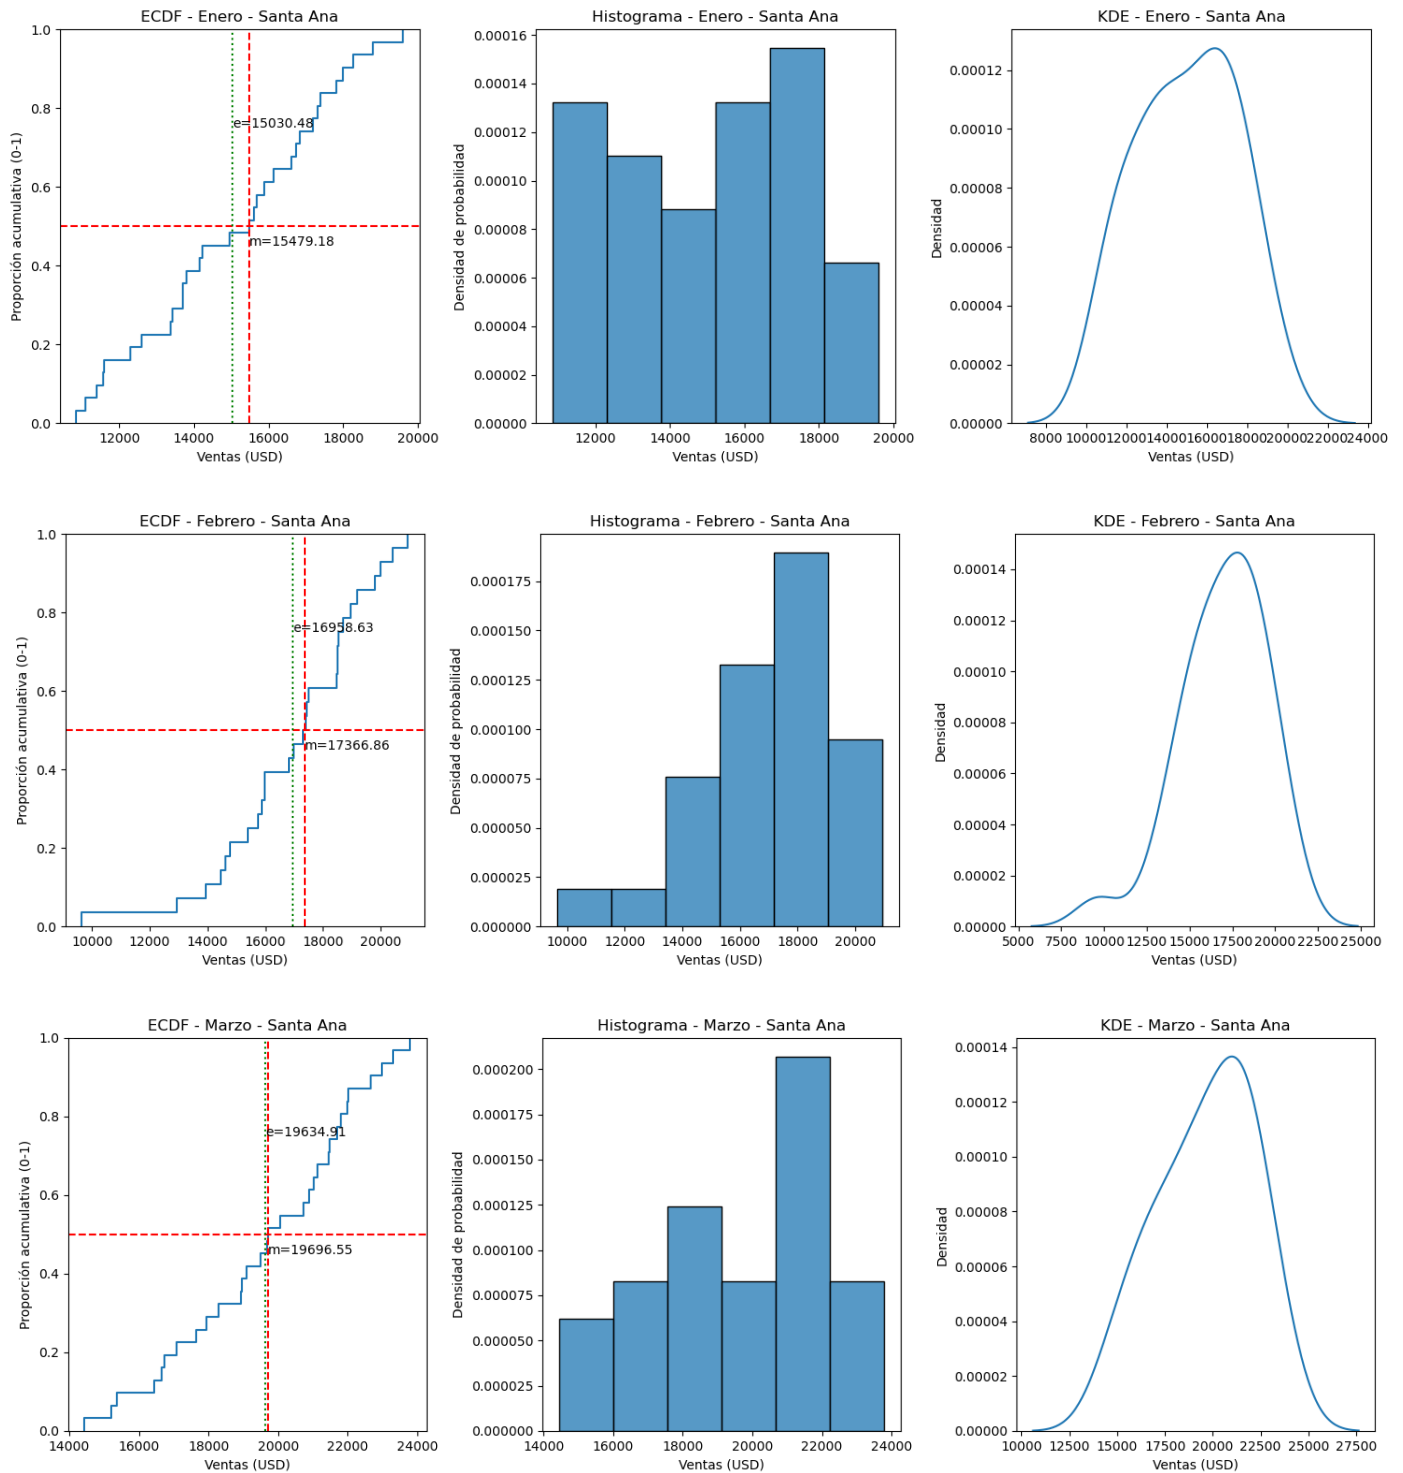 ECDF - Enero - Santa Ana
Proporción acumulativa (0-1)
1.0
0.8
0.6
0.4
0.2
0.0
e=15030.48
m=15479.18
12000 14000 16000 18000 20000
Ventas (USD)
Histograma - Enero - Santa Ana
Densidad de probabilidad
0.00016
0.00014
0.00012
0.00010
0.00008
0.00006
0.00004
0.00002
0.00000
12000 14000 16000 18000 20000
Ventas (USD)
KDE - Enero - Santa Ana
Densidad
0.00012
0.00010
0.00008
0.00006
0.00004
0.00002
0.00000
8000 10000 12000 14000 16000 18000 20000 22000 24000
Ventas (USD)
ECDF - Febrero - Santa Ana
Proporción acumulativa (0-1)
1.0
0.8
0.6
0.4
0.2
0.0
e=16958.63
m=17366.86
10000 12000 14000 16000 18000 20000
Ventas (USD)
Histograma - Febrero - Santa Ana
Densidad de probabilidad
0.000175
0.000150
0.000125
0.000100
0.000075
0.000050
0.000025
0.000000
10000 12000 14000 16000 18000 20000
Ventas (USD)
KDE - Febrero - Santa Ana
Densidad
0.00014
0.00012
0.00010
0.00008
0.00006
0.00004
0.00002
0.00000
5000 7500 10000 12500 15000 17500 20000 22500 25000
Ventas (USD)
ECDF - Marzo - Santa Ana
Proporción acumulativa (0-1)
1.0
0.8
0.6
0.4
0.2
0.0
e=19634.91
m=19696.55
14000 16000 18000 20000 22000 24000
Ventas (USD)
Histograma - Marzo - Santa Ana
Densidad de probabilidad
0.000200
0.000175
0.000150
0.000125
0.000100
0.000075
0.000050
0.000025
0.000000
14000 16000 18000 20000 22000 24000
Ventas (USD)
KDE - Marzo - Santa Ana
Densidad
0.00014
0.00012
0.00010
0.00008
0.00006
0.00004
0.00002
0.00000
10000 12500 15000 17500 20000 22500 25000 27500
Ventas (USD)